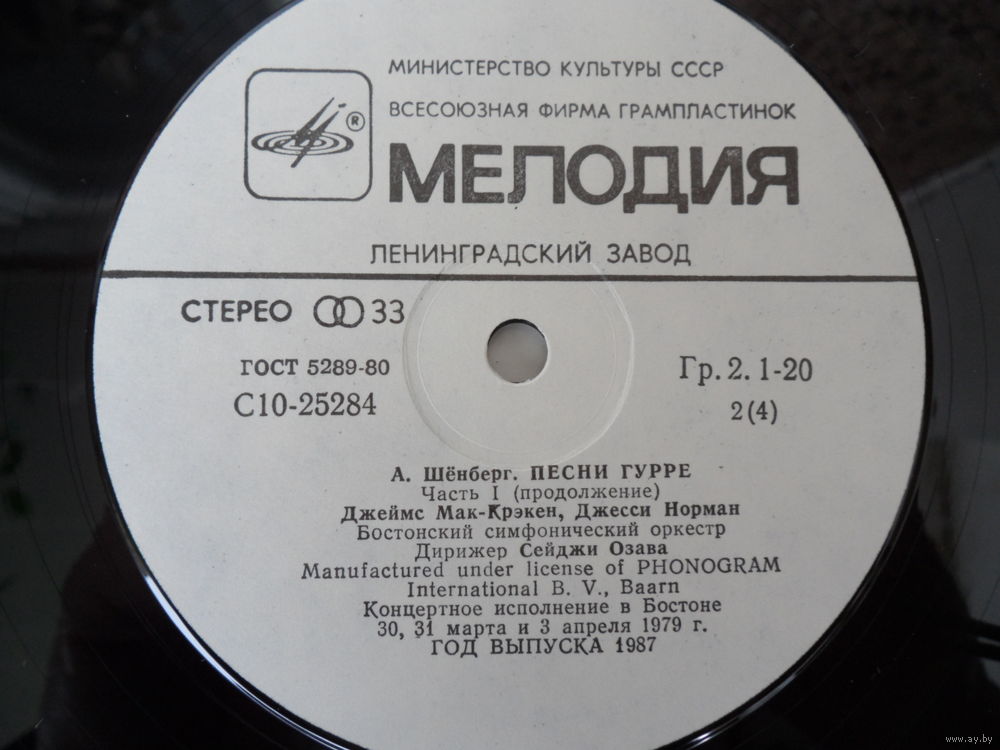 МИНИСТЕРСТВО КУЛЬТУРЫ СССР
ВСЕСОЮЗНАЯ ФИРМА ГРАМПЛАСТИНОК
®
МЕЛОДИЯ
ЛЕНИНГРАДСКИЙ ЗАВОД
СТЕРЕО 33
ГОСТ 5289-80
С10-25284
Гр. 2. 1-20
2(4)
А. Шёнберг. ПЕСНИ ГУРРЕ
Часть I (продолжение)
Джеймс Мак-Крэкен, Джесси Норман
Бостонский симфонический оркестр
Дирижер Сейджи Озава
Manufactured under license of PHONOGRAM
International B. V., Baarn
Концертное исполнение в Бостоне
30, 31 марта и 3 апреля 1979 г.
ГОД ВЫПУСКА 1987
www.ay.by